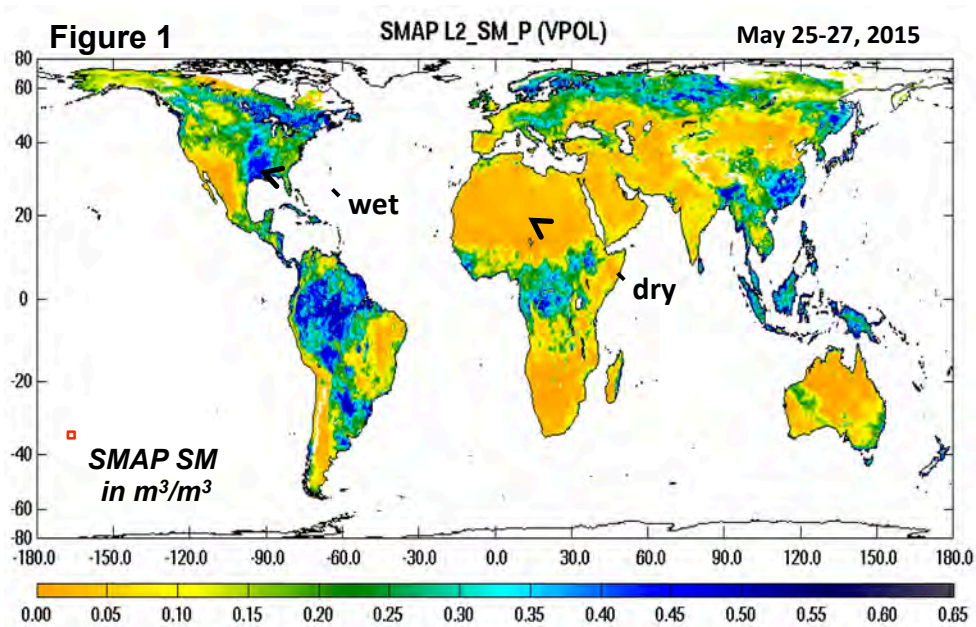 Figure 1
SMAP L2_SM_P (VPOL)
May 25-27, 2015
80
60
40
20
0
-20
-40
-60
-80
wet
dry
SMAP SM
in m³/m³
-180.0 -150.0 -120.0 -90.0 -60.0 -30.0 0.0 30.0 60.0 90.0 120.0 150.0 180.0
0.00 0.05 0.10 0.15 0.20 0.25 0.30 0.35 0.40 0.45 0.50 0.55 0.60 0.65